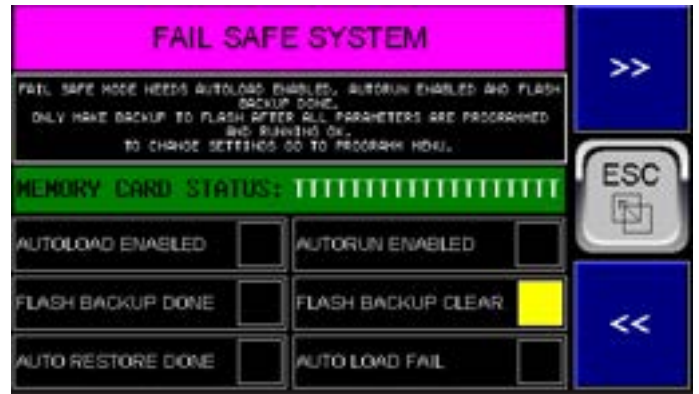 FAIL SAFE SYSTEM
>>
FAIL SAFE MODE NEEDS AUTOLOAD ENABLED, AUTORUN ENABLED AND FLASH
BACKUP DONE.
ONLY MAKE BACKUP TO FLASH AFTER ALL PARAMETERS ARE PROGRAMMED
AND RUNNING OK.
TO CHANGE SETTINGS GO TO PROGRAMM MENU.
MEMORY CARD STATUS: TTTTTTTTTTTTTTTTTTTT
ESC
AUTOLOAD ENABLED
AUTORUN ENABLED
FLASH BACKUP DONE
FLASH BACKUP CLEAR
<<
AUTO RESTORE DONE
AUTO LOAD FAIL